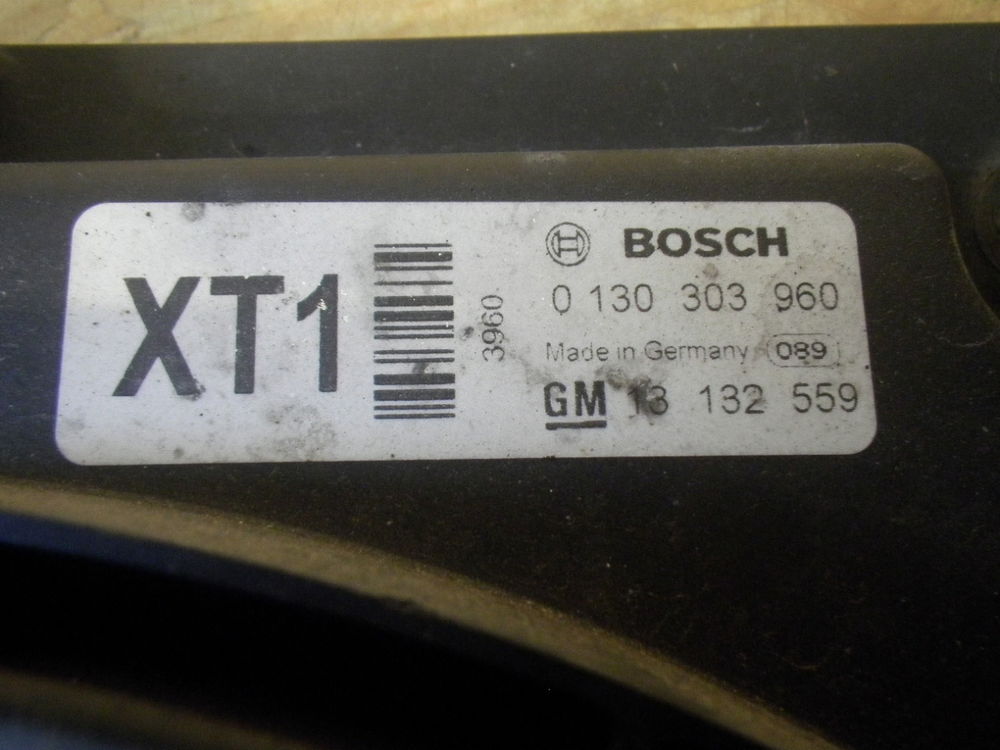 XT1
3960
BOSCH
0 130 303 960
Made in Germany 089
GM 13 132 559